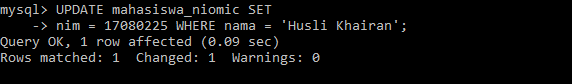 mysql> UPDATE mahasiswa_niomic SET
    -> nim = 17080225 WHERE nama = 'Husli Khairan';
Query OK, 1 row affected (0.09 sec)
Rows matched: 1  Changed: 1  Warnings: 0